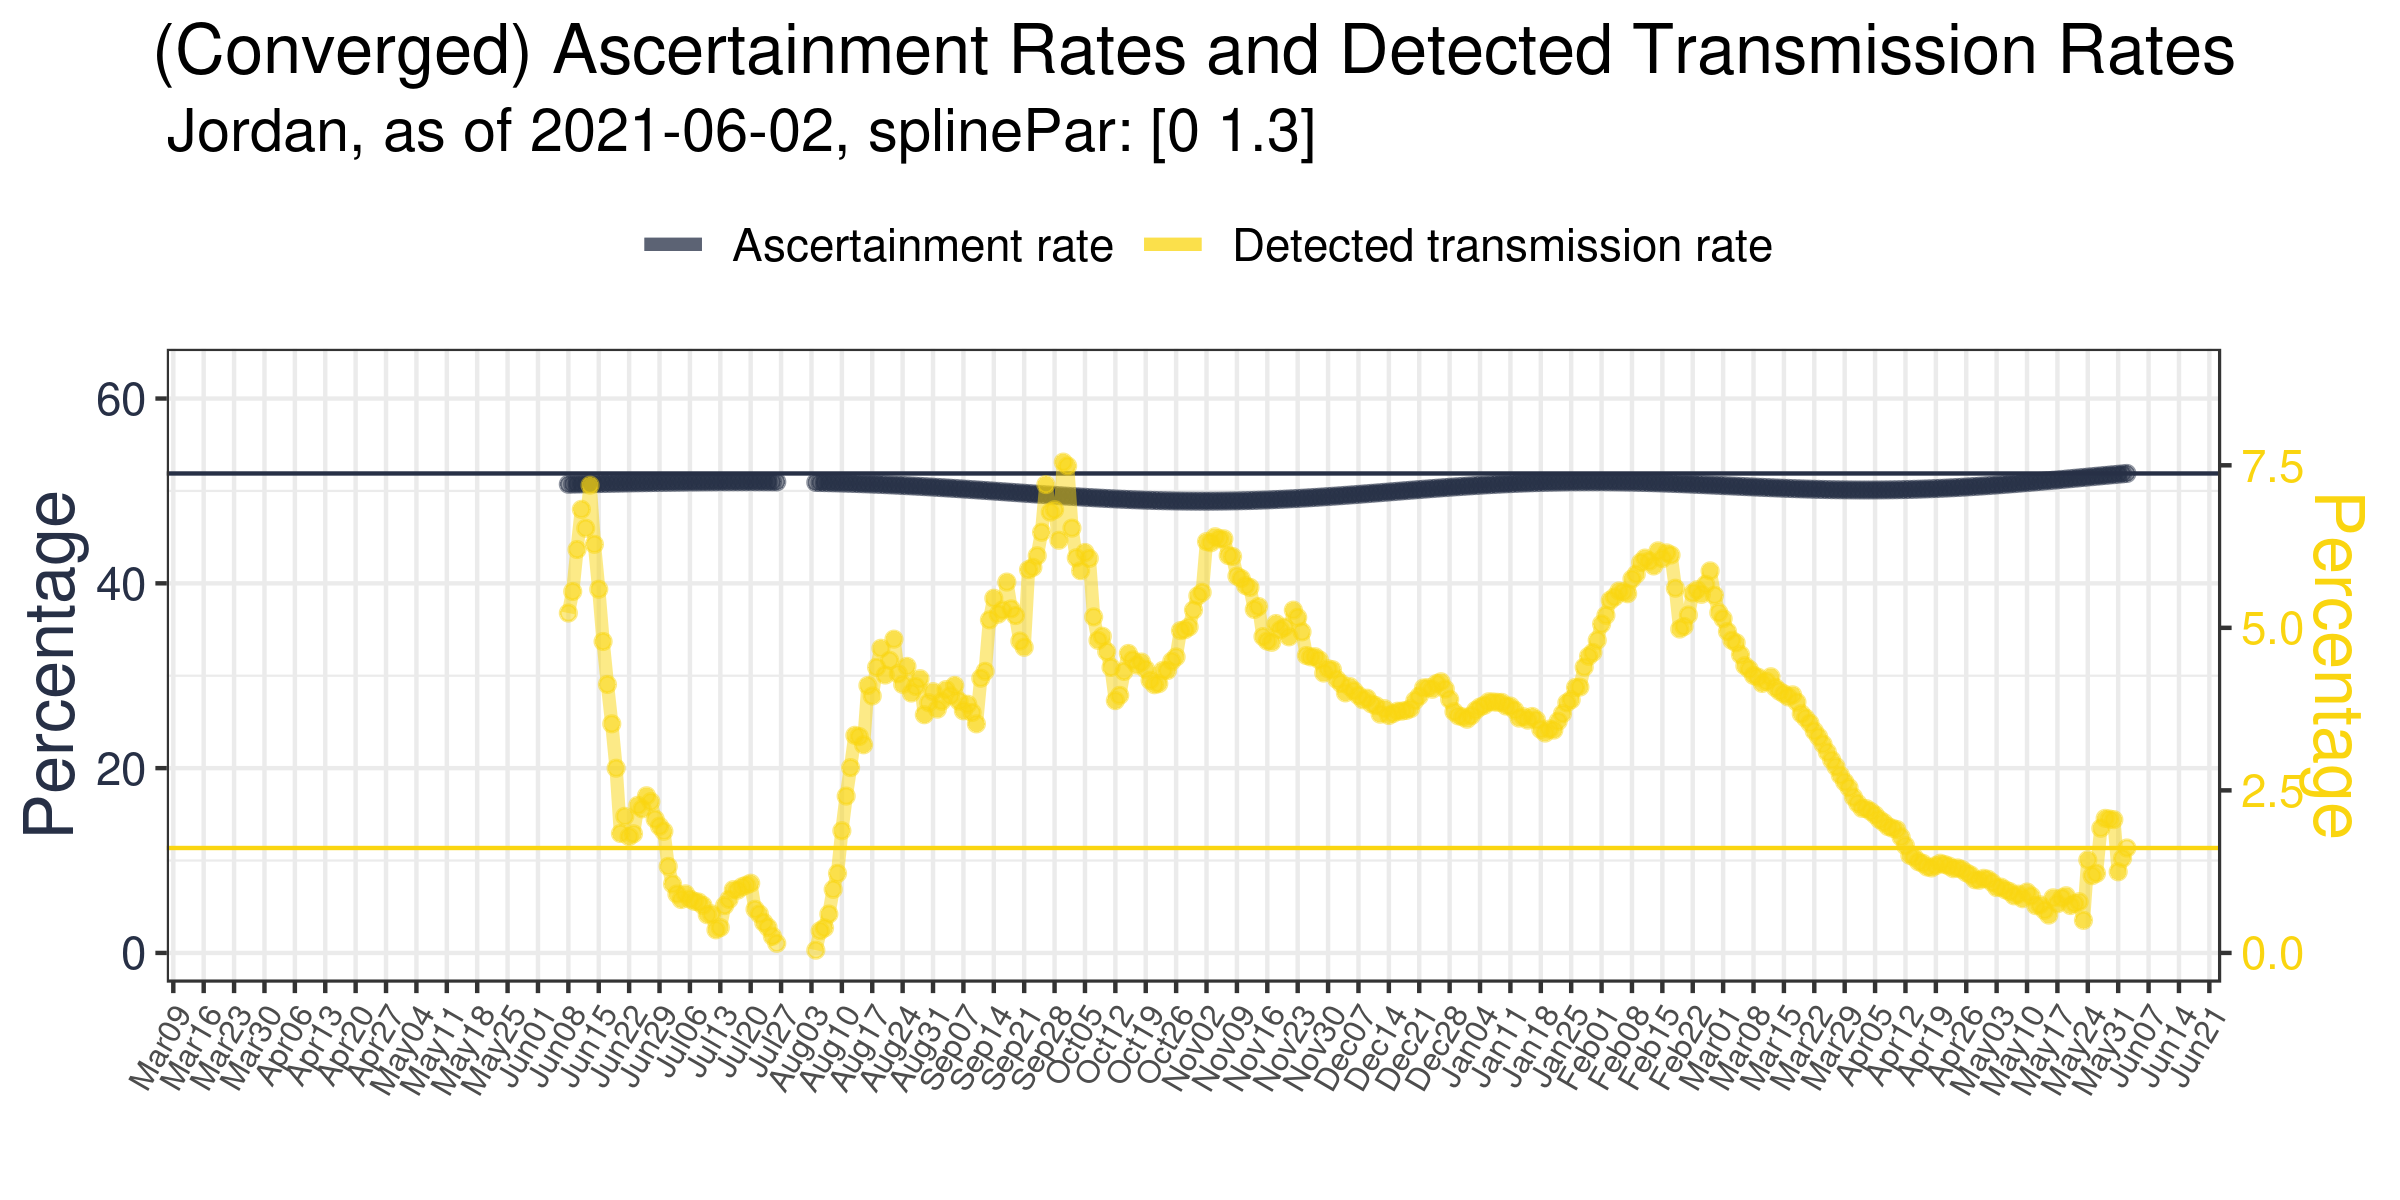 (Converged) Ascertainment Rates and Detected Transmission Rates
Jordan, as of 2021-06-02, splinePar: [0 1.3]
Ascertainment rate
Detected transmission rate
Percentage
60
40
20
0
7.5
5.0
2.5
0.0
Percentage
Mar09
Mar16
Mar23
Mar30
Apr06
Apr13
Apr20
Apr27
May04
May11
May18
May25
Jun01
Jun08
Jun15
Jun22
Jun29
Jul06
Jul13
Jul20
Jul27
Aug03
Aug10
Aug17
Aug24
Aug31
Sep07
Sep14
Sep21
Sep28
Oct05
Oct12
Oct19
Oct26
Nov02
Nov09
Nov16
Nov23
Nov30
Dec07
Dec14
Dec21
Dec28
Jan04
Jan11
Jan18
Jan25
Feb01
Feb08
Feb15
Feb22
Mar01
Mar08
Mar15
Mar22
Mar29
Apr05
Apr12
Apr19
Apr26
May03
May10
May17
May24
May31
Jun07
Jun14
Jun21